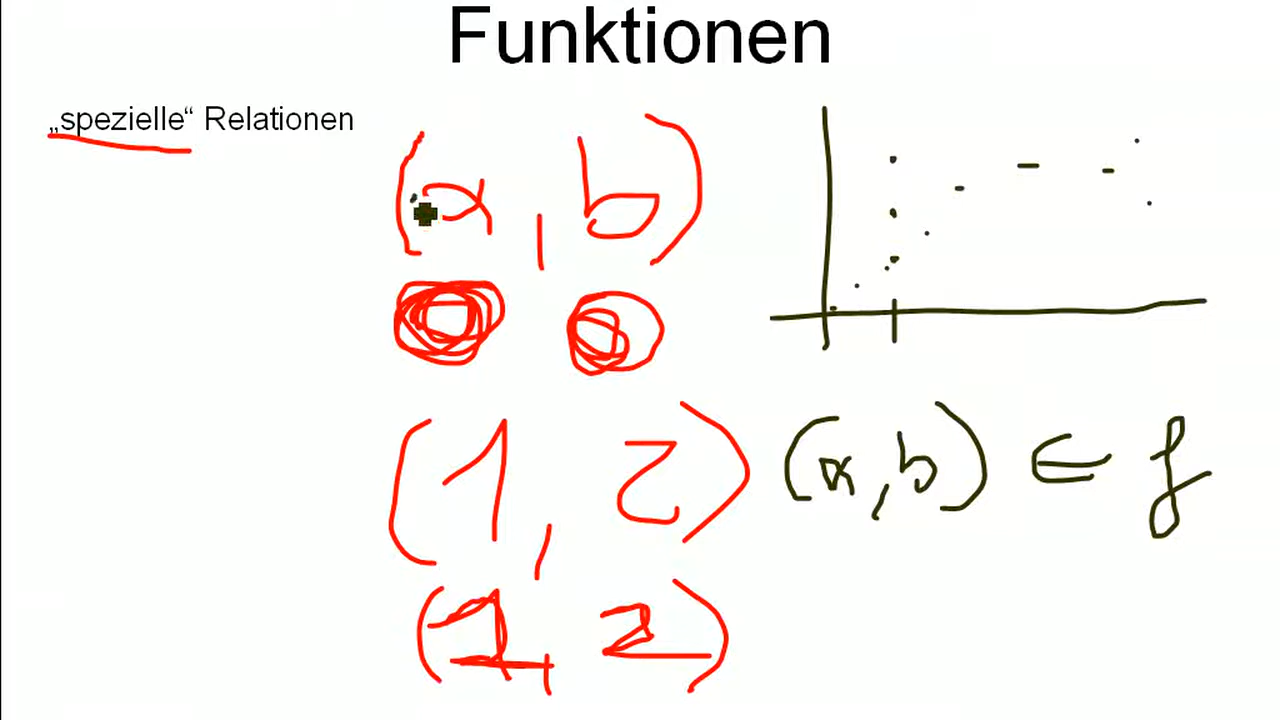 Funktionen
„spezielle“ Relationen
(a, b)
(1, 2)
(1, 2)
(a, b) ∈ f